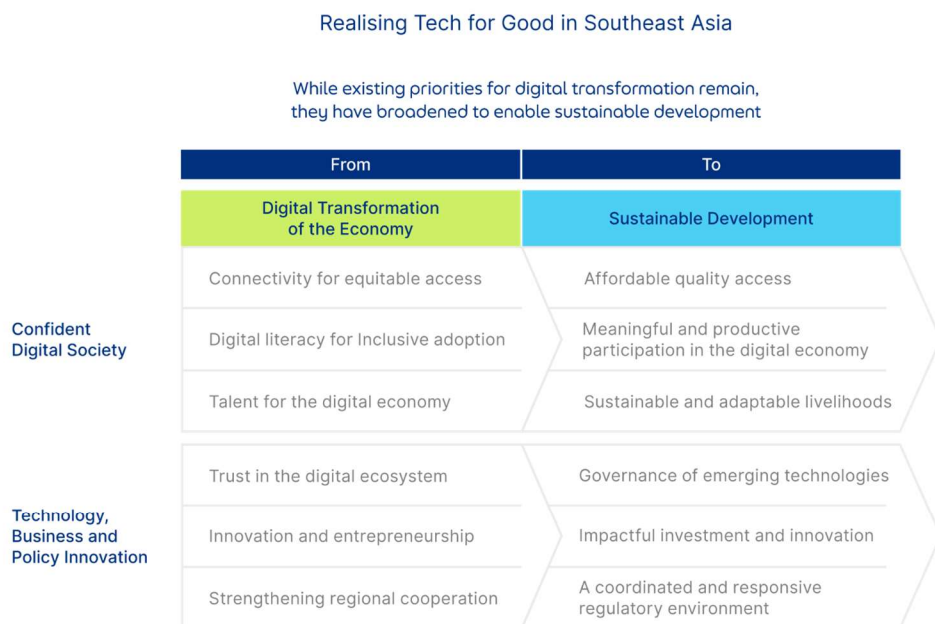 Realising Tech for Good in Southeast Asia
While existing priorities for digital transformation remain,
they have broadened to enable sustainable development
From
To
Digital Transformation
of the Economy
Sustainable Development
Confident
Digital Society
Connectivity for equitable access
Affordable quality access
Digital literacy for Inclusive adoption
Meaningful and productive
participation in the digital economy
Talent for the digital economy
Sustainable and adaptable livelihoods
Technology,
Business and
Policy Innovation
Trust in the digital ecosystem
Governance of emerging technologies
Innovation and entrepreneurship
Impactful investment and innovation
Strengthening regional cooperation
A coordinated and responsive
regulatory environment